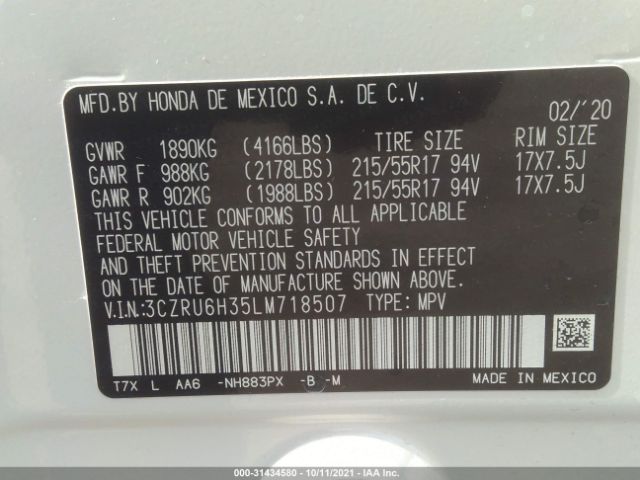 MFD.BY HONDA DE MEXICO S.A. DE C.V.
02/'20
GVWR 1890KG (4166LBS) TIRE SIZE RIM SIZE
GAWR F 988KG (2178LBS) 215/55R17 94V 17X7.5J
GAWR R 902KG (1988LBS) 215/55R17 94V 17X7.5J
THIS VEHICLE CONFORMS TO ALL APPLICABLE
FEDERAL MOTOR VEHICLE SAFETY
AND THEFT PREVENTION STANDARDS IN EFFECT
ON THE DATE OF MANUFACTURE SHOWN ABOVE.
V.I.N.:3CZRU6H35LM718507 TYPE: MPV
T7X L AA6 -NH883PX -B -M MADE IN MEXICO
000-31434580 - 10/11/2021 - IAA Inc.